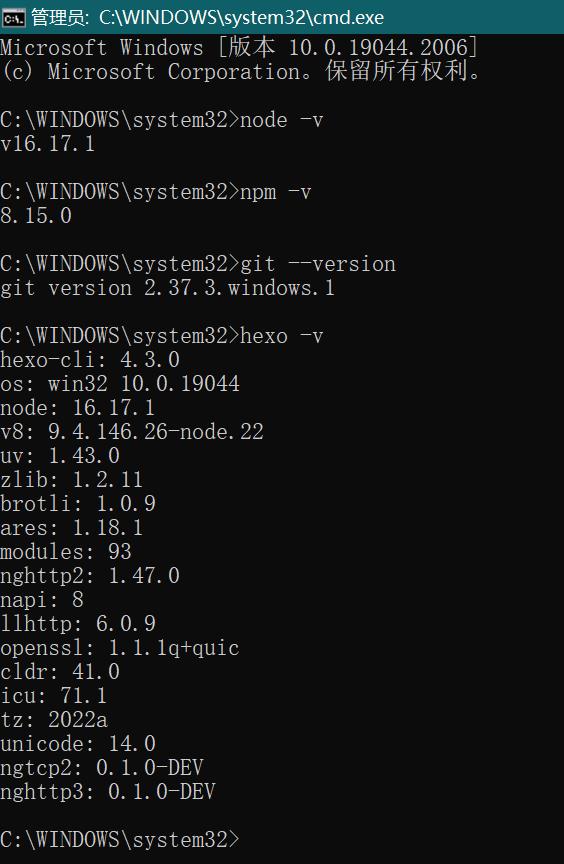 管理员: C:\WINDOWS\system32\cmd.exe
Microsoft Windows [版本 10.0.19044.2006]
(c) Microsoft Corporation。保留所有权利。
C:\WINDOWS\system32>node -v
v16.17.1
C:\WINDOWS\system32>npm -v
8.15.0
C:\WINDOWS\system32>git --version
git version 2.37.3.windows.1
C:\WINDOWS\system32>hexo -v
hexo-cli: 4.3.0
os: win32 10.0.19044
node: 16.17.1
v8: 9.4.146.26-node.22
uv: 1.43.0
zlib: 1.2.11
brotli: 1.0.9
ares: 1.18.1
modules: 93
nghttp2: 1.47.0
napi: 8
llhttp: 6.0.9
openssl: 1.1.1q+quic
cldr: 41.0
icu: 71.1
tz: 2022a
unicode: 14.0
ngtcp2: 0.1.0-DEV
nghttp3: 0.1.0-DEV
C:\WINDOWS\system32>